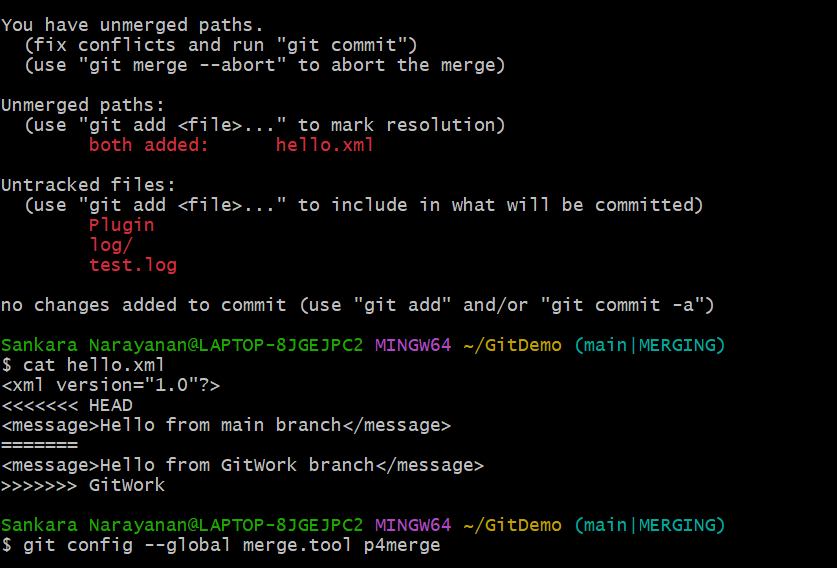 You have unmerged paths.
  (fix conflicts and run "git commit")
  (use "git merge --abort" to abort the merge)

Unmerged paths:
  (use "git add <file>..." to mark resolution)
        both added:      hello.xml

Untracked files:
  (use "git add <file>..." to include in what will be committed)
        Plugin
        log/
        test.log

no changes added to commit (use "git add" and/or "git commit -a")

Sankara Narayanan@LAPTOP-8JGEJPC2 MINGW64 ~/GitDemo (main|MERGING)
$ cat hello.xml
<xml version="1.0"?>
<<<<<<< HEAD
<message>Hello from main branch</message>
=======
<message>Hello from GitWork branch</message>
>>>>>>> GitWork

Sankara Narayanan@LAPTOP-8JGEJPC2 MINGW64 ~/GitDemo (main|MERGING)
$ git config --global merge.tool p4merge